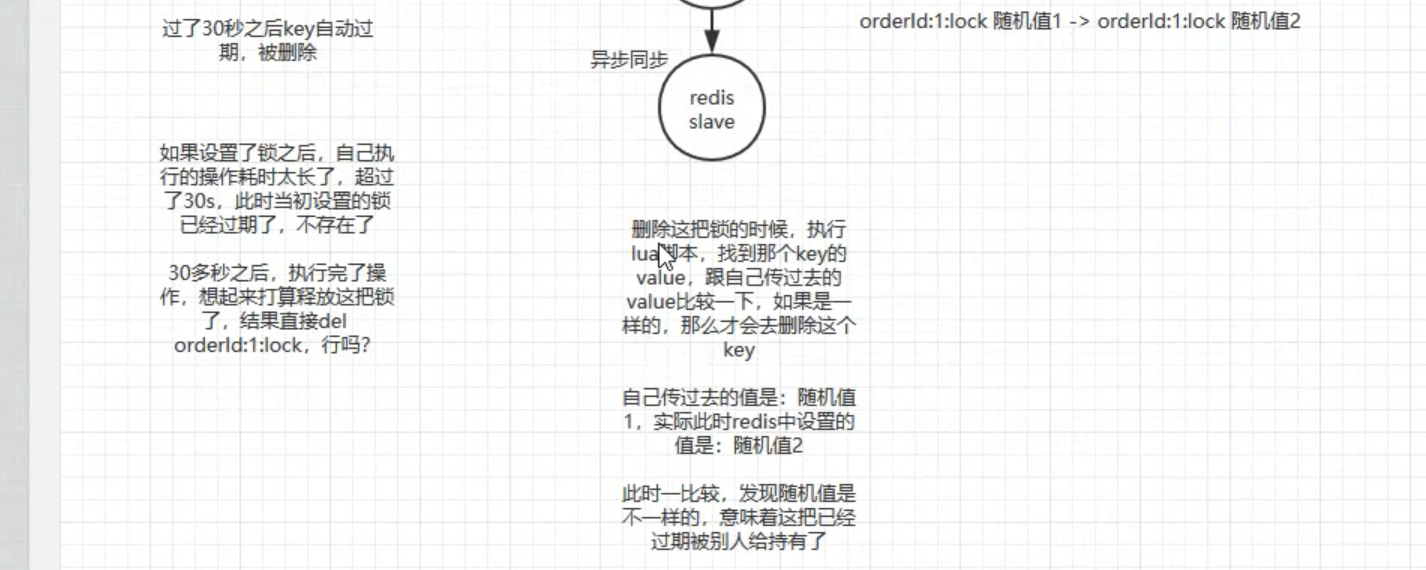 过了30秒之后key自动过
期，被删除
如果设置了锁之后，自己执
行的操作耗时太长了，超过
了30s，此时当初设置的锁
已经过期了，不存在了
30多秒之后，执行完了操
作，想起来打算释放这把锁
了，结果直接del
orderId:1:lock，行吗？
异步同步
redis
slave
删除这把锁的时候，执行
lua脚本，找到那个key的
value，跟自己传过去的
value比较一下，如果是一
样的，那么才会去删除这个
key
自己传过去的值是：随机值
1，实际此时redis中设置的
值是：随机值2
此时一比较，发现随机值是
不一样的，意味着这把已经
过期被别人给持有了
orderId:1:lock 随机值1 -> orderId:1:lock 随机值2